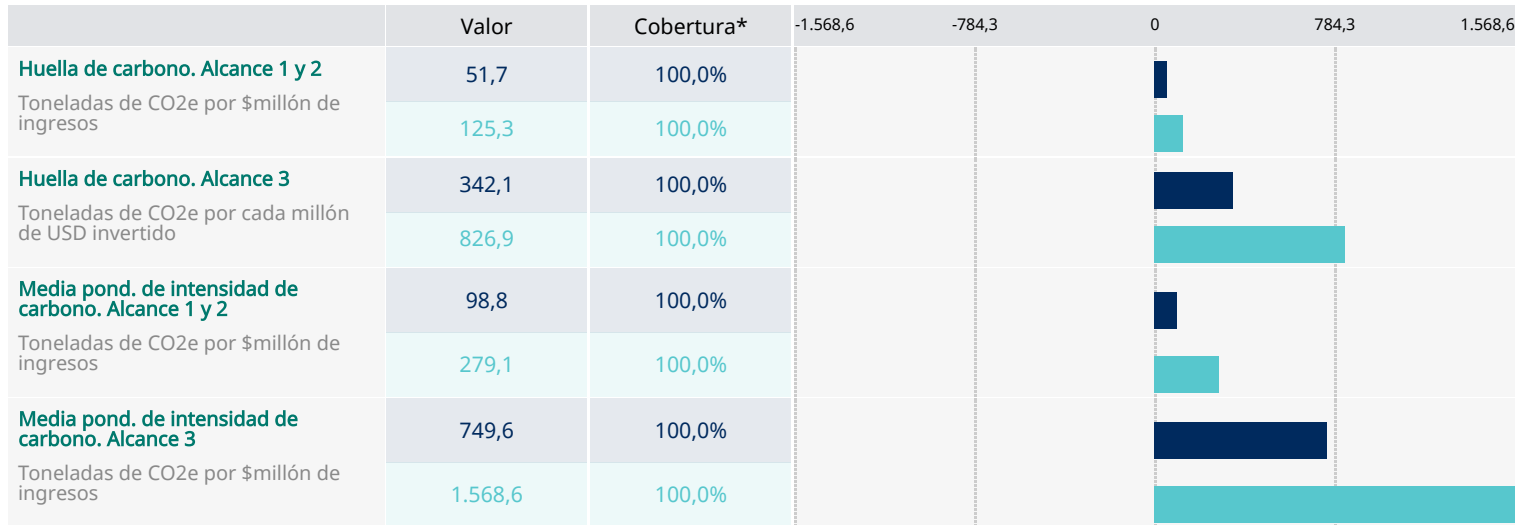 Valor Cobertura* -1.568,6 -784,3 0 784,3 1.568,6
Huella de carbono. Alcance 1 y 2
Toneladas de CO2e por $millón de
ingresos
51,7 100,0%
125,3 100,0%
Huella de carbono. Alcance 3
Toneladas de CO2e por cada millón
de USD invertido
342,1 100,0%
826,9 100,0%
Media pond. de intensidad de
carbono. Alcance 1 y 2
Toneladas de CO2e por $millón de
ingresos
98,8 100,0%
279,1 100,0%
Media pond. de intensidad de
carbono. Alcance 3
Toneladas de CO2e por $millón de
ingresos
749,6 100,0%
1.568,6 100,0%